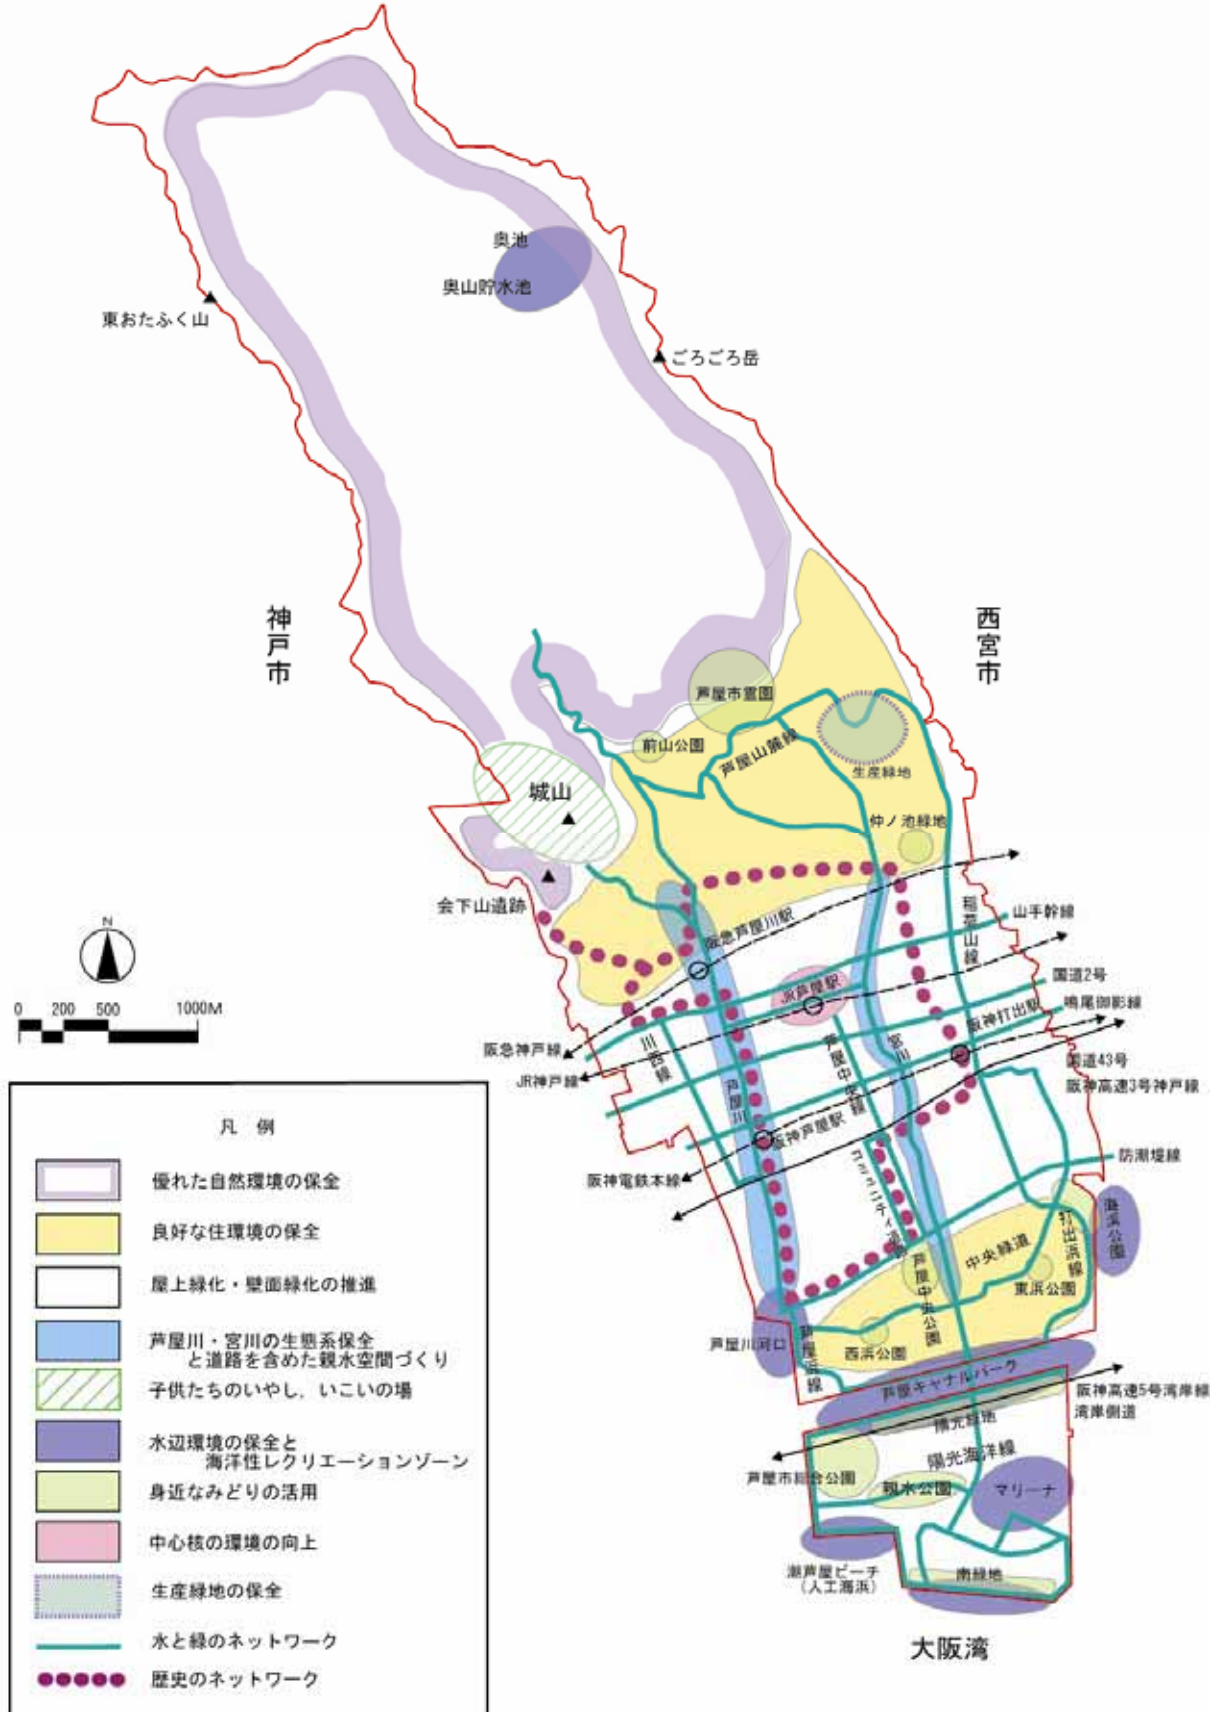 奥池
奥山貯水池
東おたふく山
ごろごろ岳
神戸市
西宮市
芦屋市霊園
前山公園
芦屋山麓線
生産緑地
城山
仲ノ池緑地
会下山遺跡
阪急芦屋川駅
稲荷山線
山手幹線
N
JR芦屋駅
国道2号
鳴尾御影線
阪神打出駅
0 200 500 1000M
阪急神戸線
JR神戸線
川西線
芦屋川
芦屋中央線
宮川
国道43号
阪神高速3号神戸線
阪神芦屋駅
阪神電鉄本線
防潮堤線
凡 例
優れた自然環境の保全
良好な住環境の保全
屋上緑化・壁面緑化の推進
芦屋川・宮川の生態系保全
と道路を含めた親水空間づくり
子供たちのいやし、いこいの場
水辺環境の保全と
海洋性レクリエーションゾーン
身近なみどりの活用
中心核の環境の向上
生産緑地の保全
水と緑のネットワーク
歴史のネットワーク
打出浜線
海浜公園
中央緑道
東浜公園
芦屋中央公園
芦屋川河口
芦屋浜線
西浜公園
芦屋キャナルパーク
阪神高速5号湾岸線
湾岸側道
陽光緑地
陽光海洋線
芦屋市総合公園
親水公園
マリーナ
潮芦屋ビーチ
(人工海浜)
南緑地
大阪湾